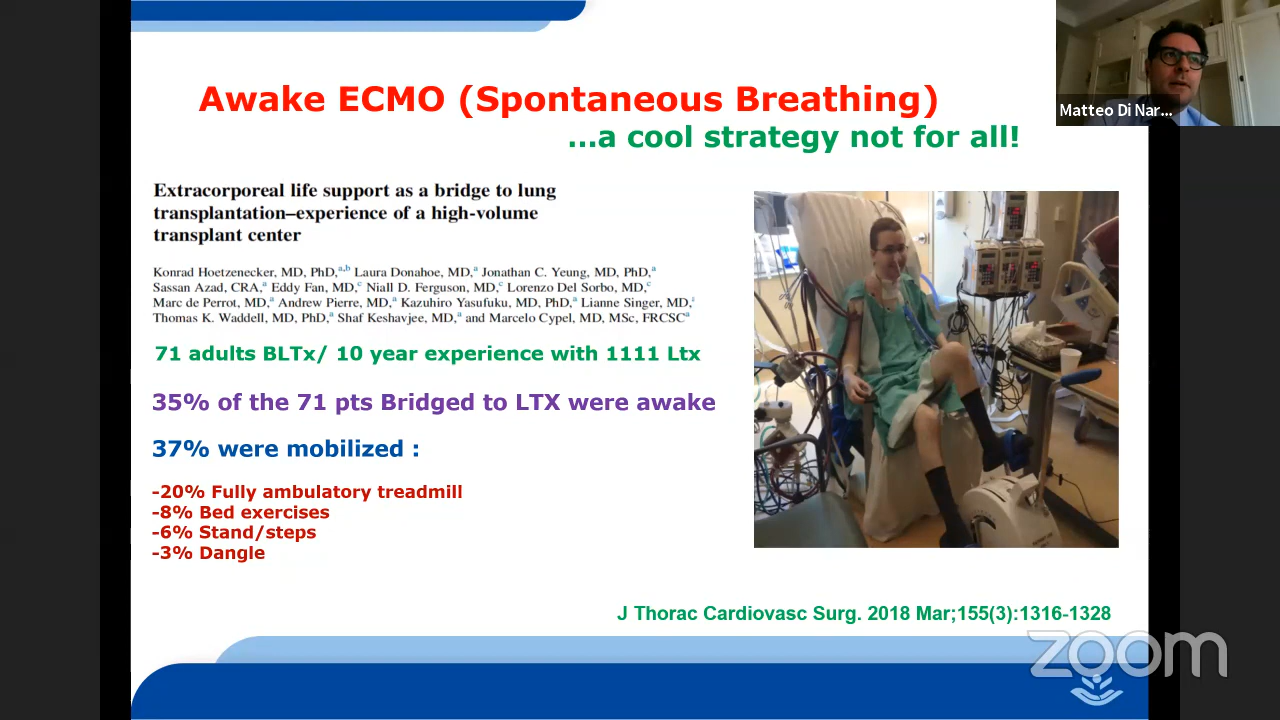 Awake ECMO (Spontaneous Breathing)
...a cool strategy not for all!
Matteo Di Nar...
Extracorporeal life support as a bridge to lung
transplantation–experience of a high-volume
transplant center
Konrad Hoetzenecker, MD, PhD,a,b Laura Donahoe, MD,a Jonathan C. Yeung, MD, PhD,a
Sassan Azad, CRA,a Eddy Fan, MD,c Niall D. Ferguson, MD,c Lorenzo Del Sorbo, MD,c
Marc de Perrot, MD,a Andrew Pierre, MD,a Kazuhiro Yasufuku, MD, PhD,a Lianne Singer, MD,
Thomas K. Waddell, MD, PhD,a Shaf Keshavjee, MD,a and Marcelo Cypel, MD, MSc, FRCSCa
71 adults BLTx/ 10 year experience with 1111 Ltx
35% of the 71 pts Bridged to LTX were awake
37% were mobilized :
-20% Fully ambulatory treadmill
-8% Bed exercises
-6% Stand/steps
-3% Dangle
J Thorac Cardiovasc Surg. 2018 Mar;155(3):1316-1328
zoom